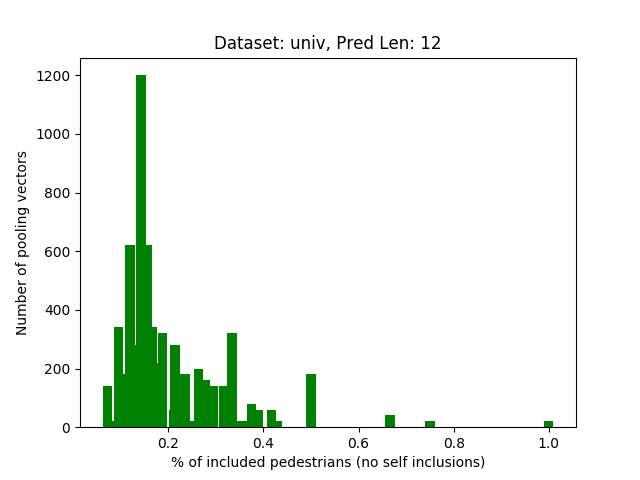 Dataset: univ, Pred Len: 12
1200
1000
800
600
400
200
0
Number of pooling vectors
0.2 0.4 0.6 0.8 1.0
% of included pedestrians (no self inclusions)